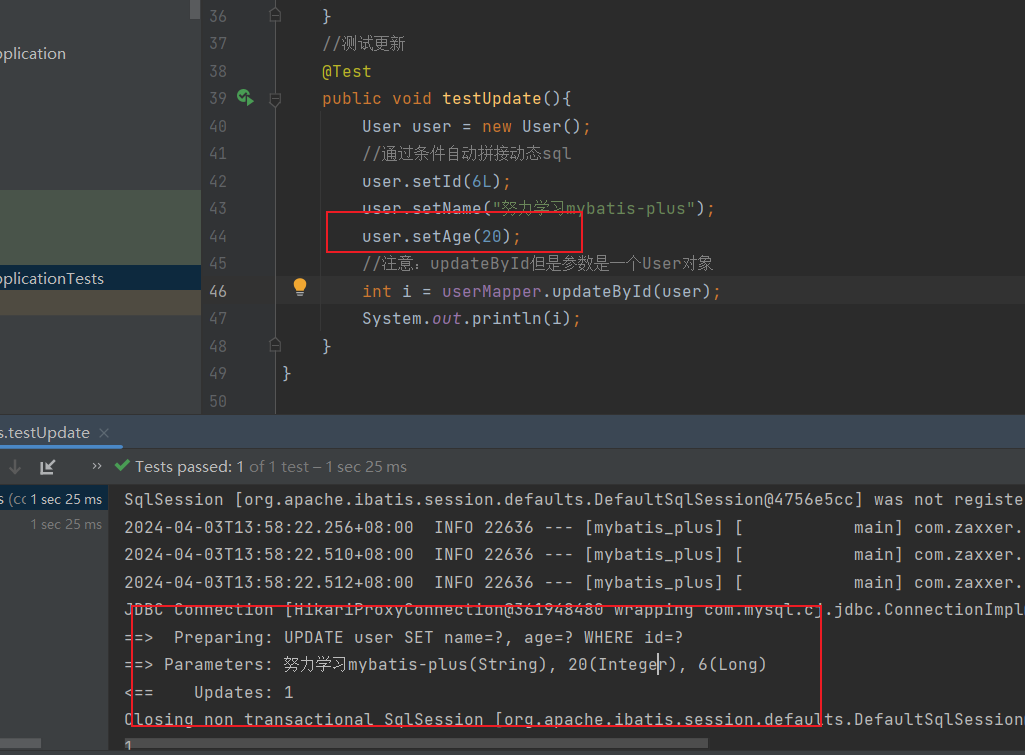 36 }
pplication
37 //测试更新
38 @Test
39 public void testUpdate(){
40 User user = new User();
41 //通过条件自动拼接动态sql
42 user.setId(6L);
43 user.setName("努力学习mybatis-plus");
44 user.setAge(20);
45 //注意：updateById但是参数是一个User对象
pplicationTests
46 int i = userMapper.updateById(user);
47 System.out.println(i);
48 }
49 }
50
s.testUpdate ×
Tests passed: 1 of 1 test – 1 sec 25 ms
s (cc 1 sec 25 ms
1 sec 25 ms
SqlSession [org.apache.ibatis.session.defaults.DefaultSqlSession@4756e5cc] was not registe
2024-04-03T13:58:22.256+08:00  INFO 22636 --- [mybatis_plus] [           main] com.zaxxer.
2024-04-03T13:58:22.510+08:00  INFO 22636 --- [mybatis_plus] [           main] com.zaxxer.
2024-04-03T13:58:22.512+08:00  INFO 22636 --- [mybatis_plus] [           main] com.zaxxer.
JDBC Connection [HikariProxyConnection@361948480 wrapping com.mysql.cj.jdbc.ConnectionImpl
==>  Preparing: UPDATE user SET name=?, age=? WHERE id=?
==> Parameters: 努力学习mybatis-plus(String), 20(Integer), 6(Long)
<==    Updates: 1
Closing non transactional SqlSession [org.apache.ibatis.session.defaults.DefaultSqlSession
1